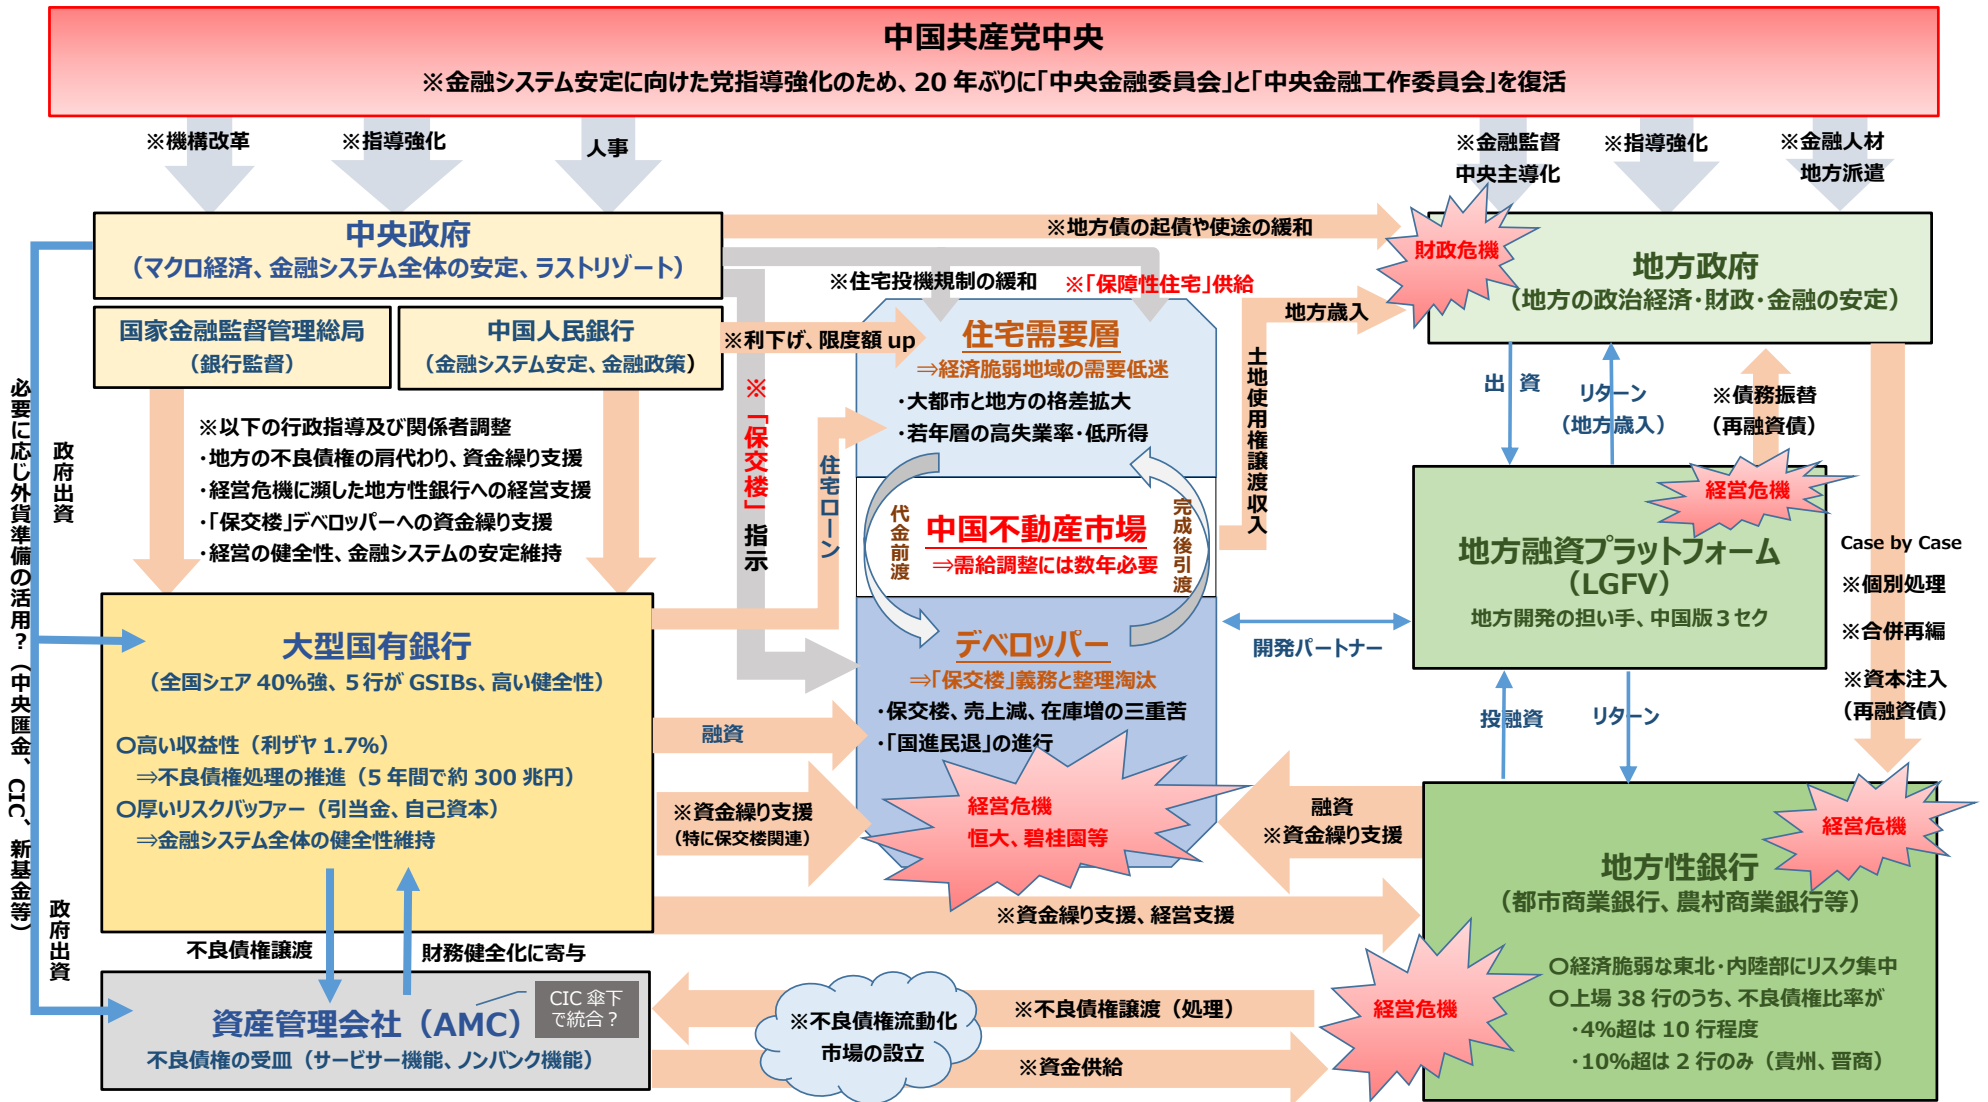 中国共産党中央
※金融システム安定に向けた党指導強化のため、20年ぶりに「中央金融委員会」と「中央金融工作委員会」を復活
※機構改革
※指導強化
人事
※金融監督
中央主導化
※指導強化
※金融人材
地方派遣
中央政府
（マクロ経済、金融システム全体の安定、ラストリゾート）
国家金融監督管理総局
（銀行監督）
中国人民銀行
（金融システム安定、金融政策）
※地方債の起債や使途の緩和
※住宅投機規制の緩和
※「保障性住宅」供給
※利下げ、限度額up
財政危機
地方政府
（地方の政治経済・財政・金融の安定）
地方歳入
土地使用権譲渡収入
住宅需要層
⇒経済脆弱地域の需要低迷
・大都市と地方の格差拡大
・若年層の高失業率・低所得
必要に応じ外貨準備の活用？（中央匯金、CIC、新基金等）
政府出資
政府出資
※以下の行政指導及び関係者調整
・地方の不良債権の肩代わり、資金繰り支援
・経営危機に瀕した地方性銀行への経営支援
・「保交楼」デベロッパーへの資金繰り支援
・経営の健全性、金融システムの安定維持
※「保交楼」指示
住宅ローン
代金前渡
完成後引渡
中国不動産市場
⇒需給調整には数年必要
出 資
リターン
（地方歳入）
※債務振替
（再融資債）
経営危機
地方融資プラットフォーム
（LGFV）
地方開発の担い手、中国版３セク
Case by Case
※個別処理
※合併再編
※資本注入
（再融資債）
開発パートナー
投融資
リターン
大型国有銀行
（全国シェア40%強、5行がGSIBs、高い健全性）
〇高い収益性（利ザヤ1.7%）
⇒不良債権処理の推進（5年間で約300兆円）
〇厚いリスクバッファー（引当金、自己資本）
⇒金融システム全体の健全性維持
デベロッパー
⇒「保交楼」義務と整理淘汰
・保交楼、売上減、在庫増の三重苦
・「国進民退」の進行
経営危機
恒大、碧桂園等
融資
※資金繰り支援
（特に保交楼関連）
融資
※資金繰り支援
※資金繰り支援、経営支援
経営危機
地方性銀行
（都市商業銀行、農村商業銀行等）
〇経済脆弱な東北・内陸部にリスク集中
〇上場38行のうち、不良債権比率が
・4%超は10行程度
・10%超は2行のみ（貴州、晋商）
経営危機
不良債権譲渡
財務健全化に寄与
資産管理会社（AMC）
不良債権の受皿（サービサー機能、ノンバンク機能）
CIC傘下
で統合？
※不良債権流動化
市場の設立
※不良債権譲渡（処理）
※資金供給